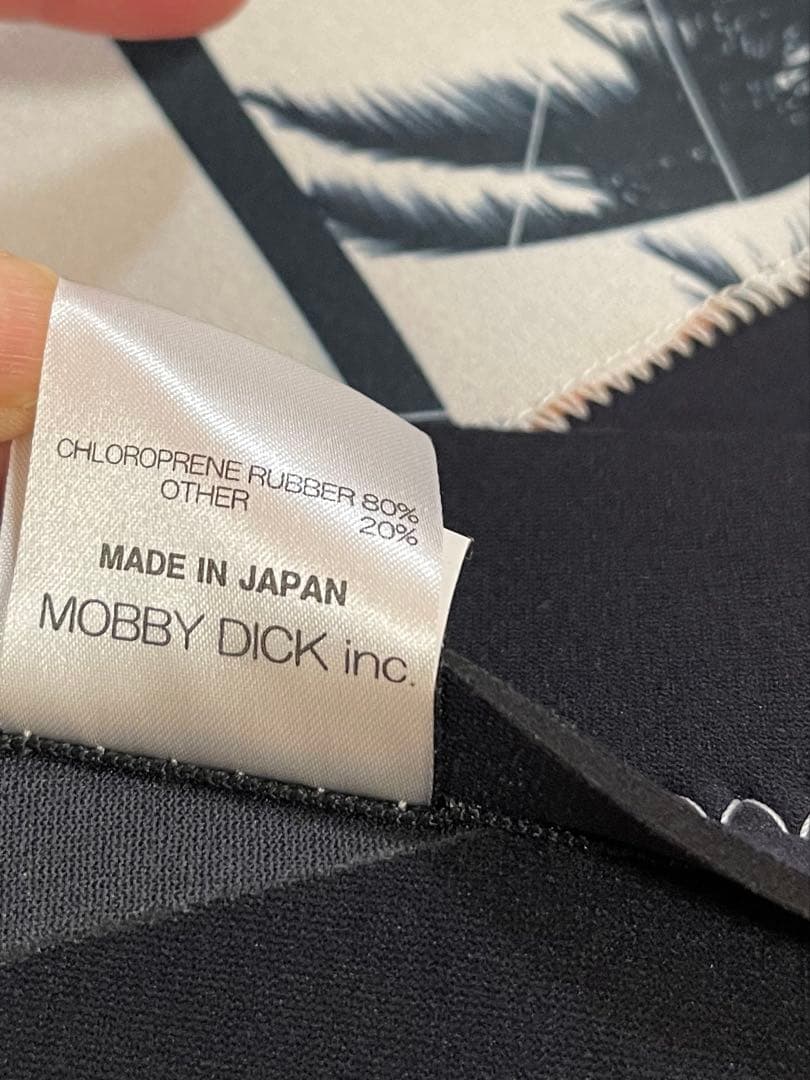 CHLOROPRENE RUBBER 80%
OTHER 20%
MADE IN JAPAN
MOBBY DICK inc.